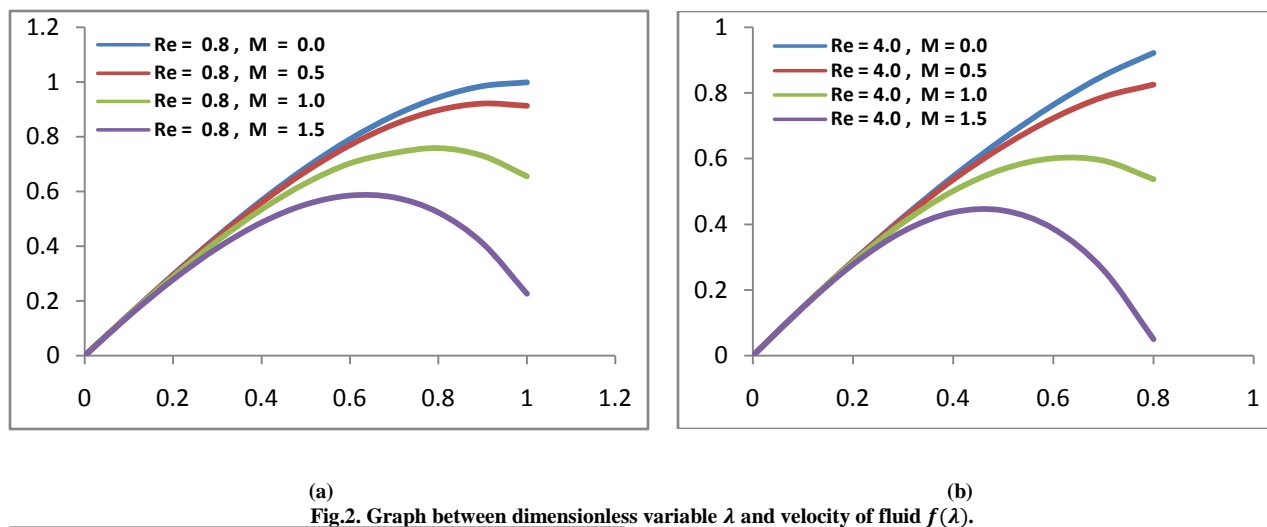 1.2
1
0.8
0.6
0.4
0.2
0
Re = 0.8 , M = 0.0
Re = 0.8 , M = 0.5
Re = 0.8 , M = 1.0
Re = 0.8 , M = 1.5
0 0.2 0.4 0.6 0.8 1 1.2
1
0.8
0.6
0.4
0.2
0
Re = 4.0 , M = 0.0
Re = 4.0 , M = 0.5
Re = 4.0 , M = 1.0
Re = 4.0 , M = 1.5
0 0.2 0.4 0.6 0.8 1
(a) (b)
Fig.2. Graph between dimensionless variable λ and velocity of fluid f(λ).